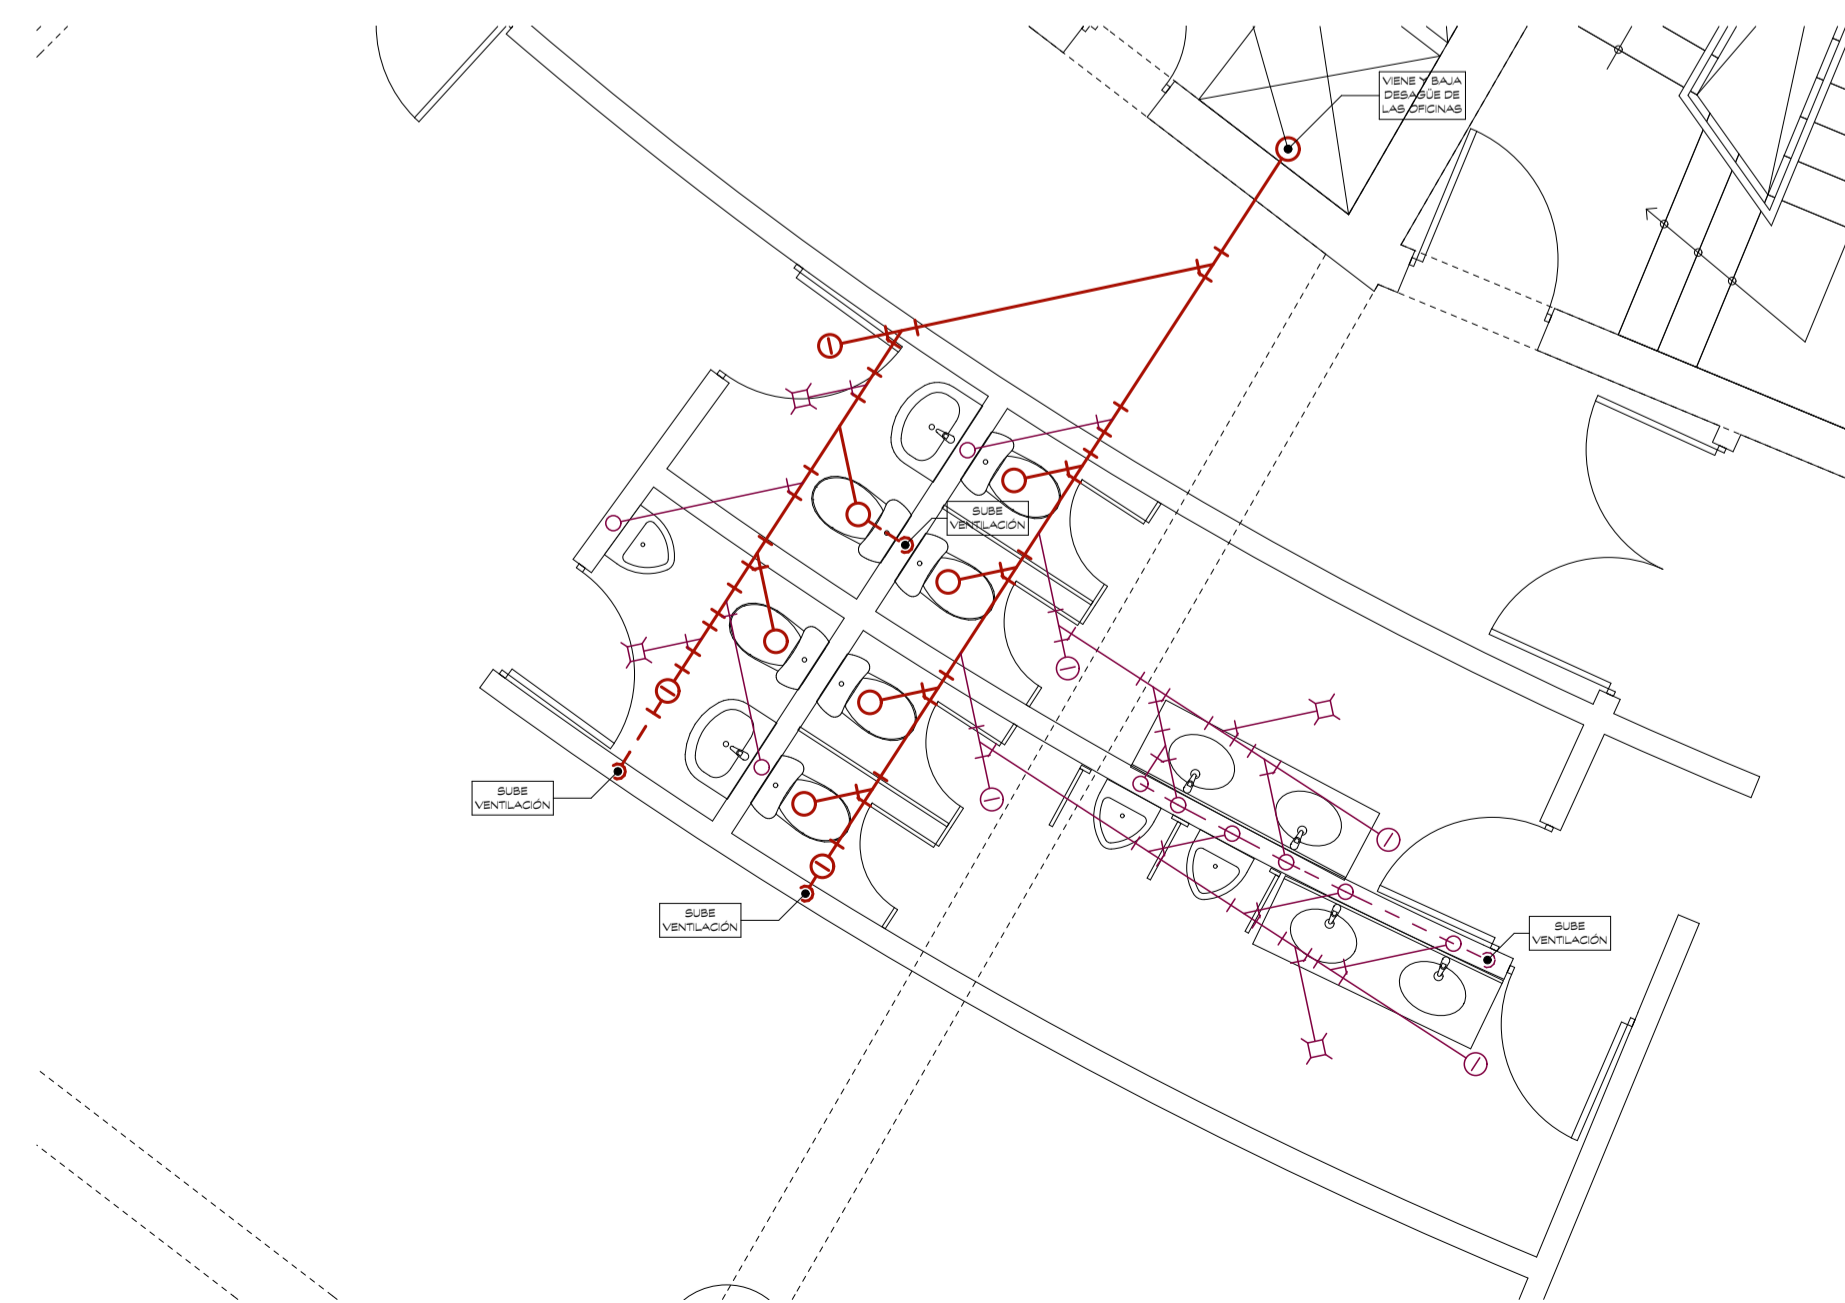 VIENE Y BAJA
DESAGÜE DE
LAS OFICINAS
SUBE
VENTILACIÓN
SUBE
VENTILACIÓN
SUBE
VENTILACIÓN
SUBE
VENTILACIÓN